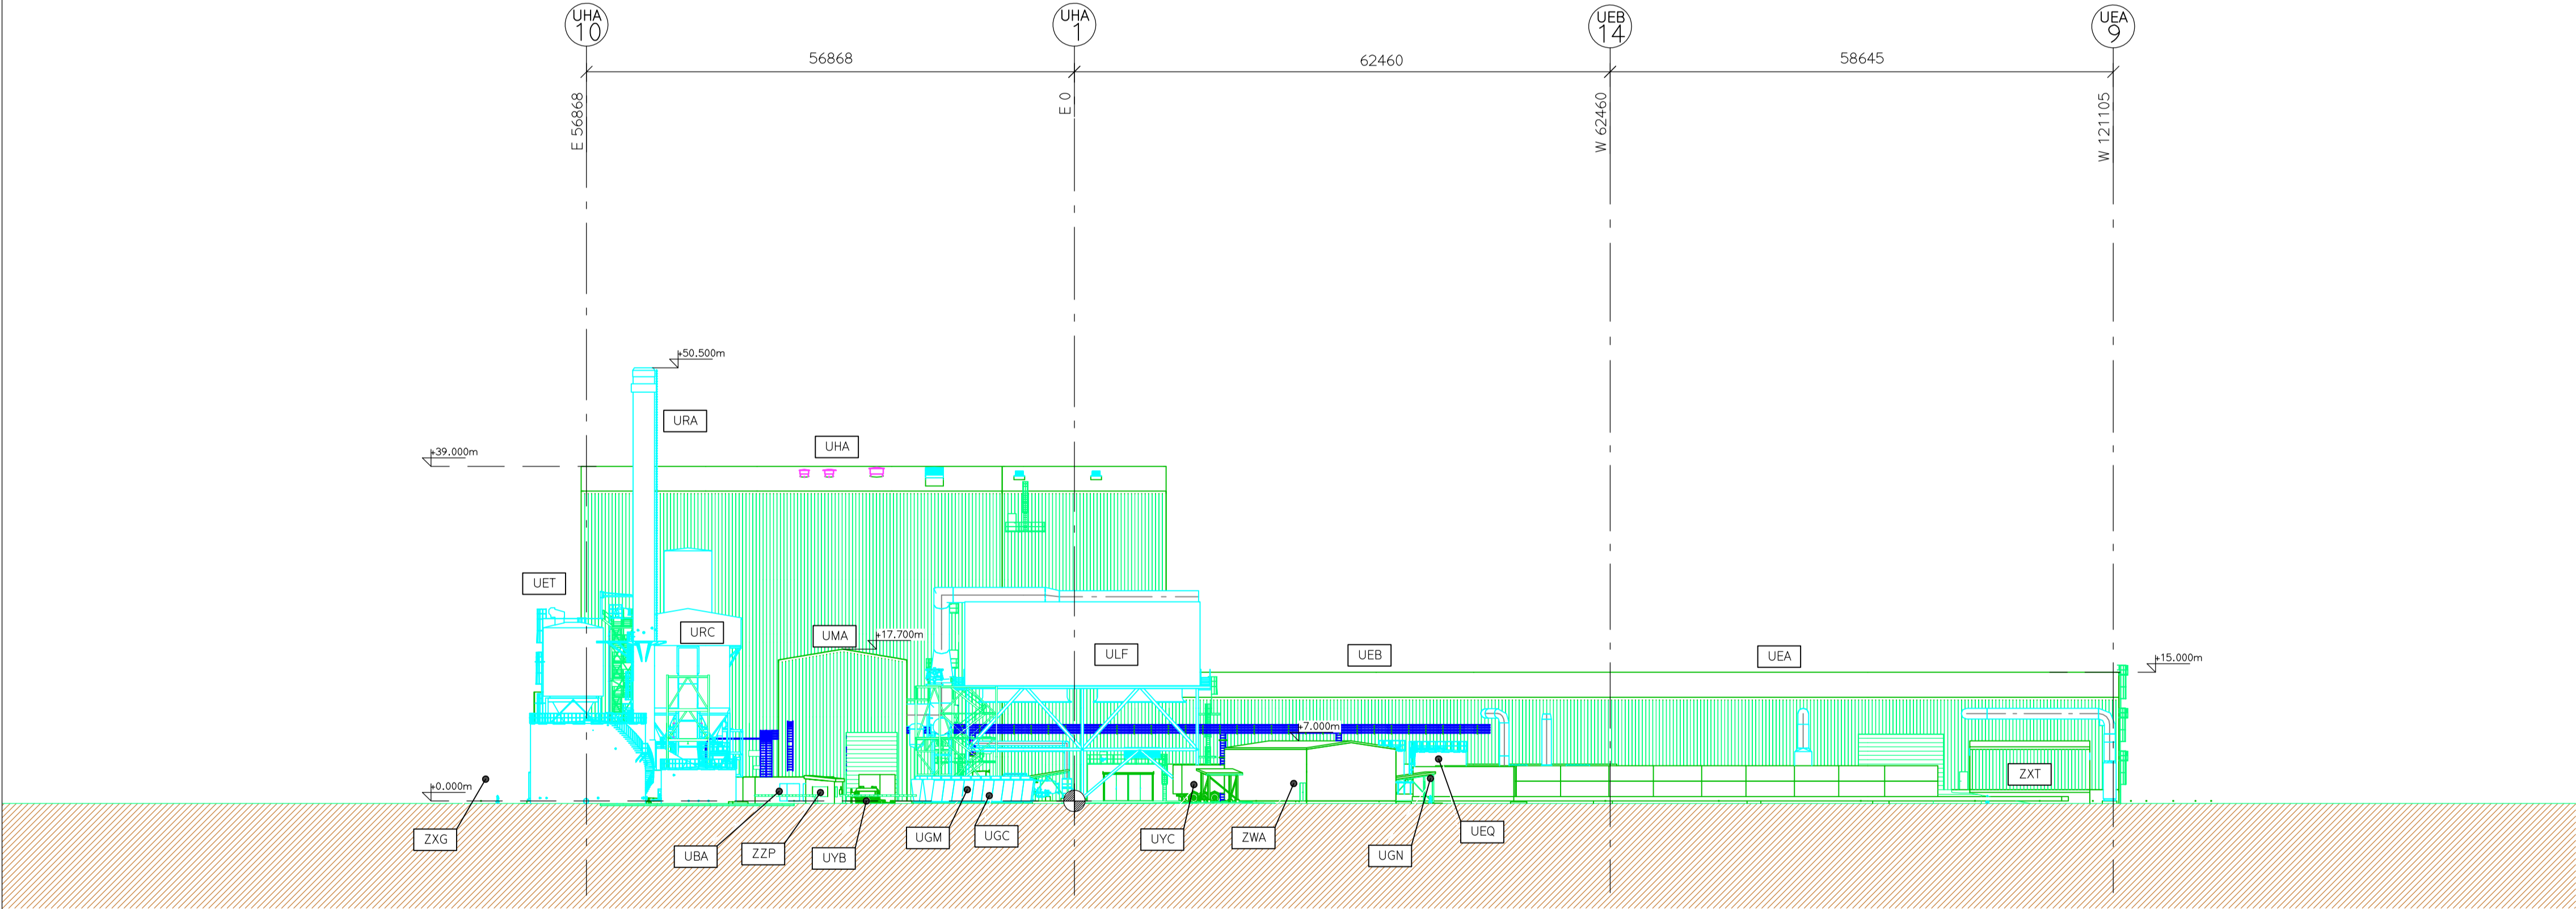 UHA
10
UHA
1
UEB
14
UEA
9
56868
62460
58645
E 56868
E 0
W 62460
W 121105
+50.500m
URA
UHA
+39.000m
UET
URC
UMA
+17.700m
ULF
UEB
UEA
+15.000m
+7.000m
ZXT
+0.000m
ZXG
UBA
ZZP
UYB
UGM
UGC
UYC
ZWA
UGN
UEQ